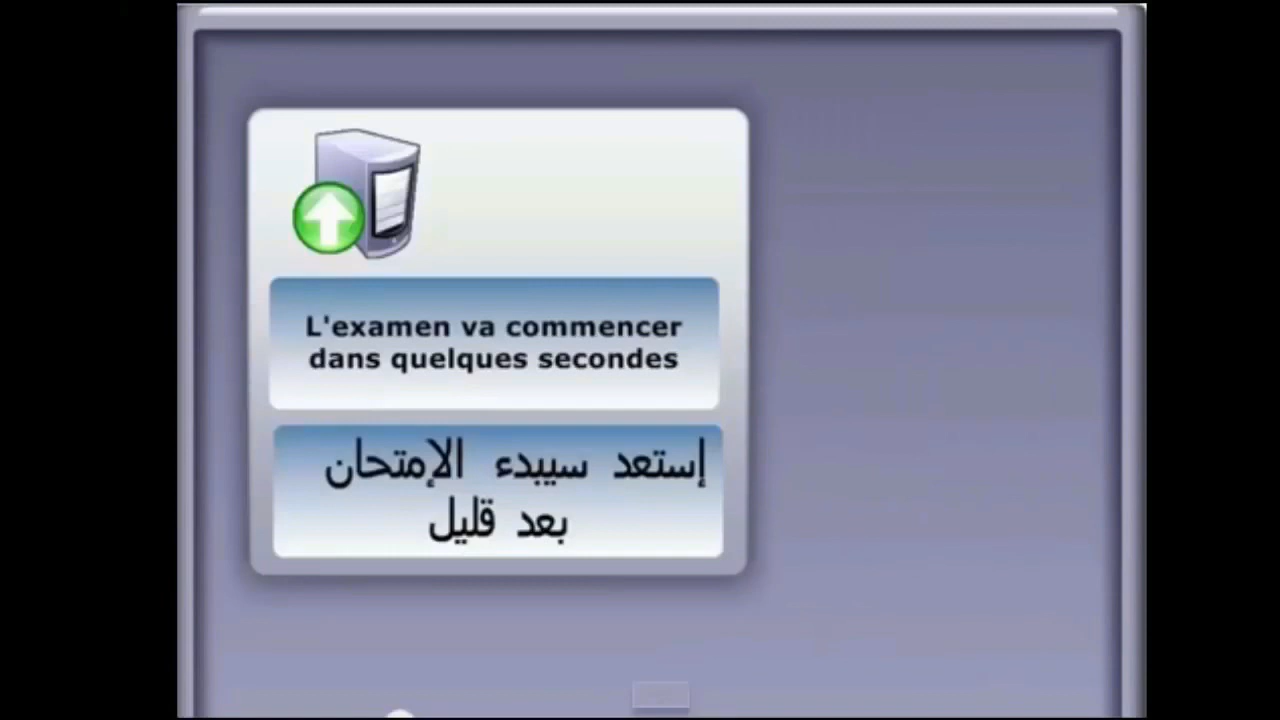 L'examen va commencer
dans quelques secondes
إستعد سيبدء الإمتحان
بعد قليل